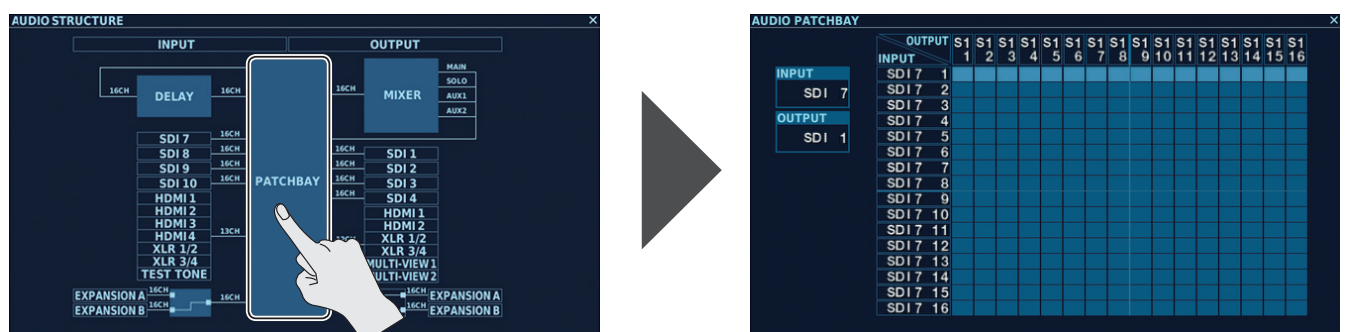 AUDIO STRUCTURE ×
INPUT OUTPUT
MAIN
SOLO
AUX1
AUX2
16CH DELAY 16CH 16CH MIXER
SDI 7 16CH
SDI 8 16CH
SDI 9 16CH
SDI 10 16CH
HDMI 1
HDMI 2
HDMI 3
HDMI 4 13CH
XLR 1/2
XLR 3/4
TEST TONE
EXPANSION A 16CH
EXPANSION B 16CH
16CH
PATCHBAY
16CH SDI 1
16CH SDI 2
16CH SDI 3
16CH SDI 4
HDMI 1
HDMI 2
XLR 1/2
XLR 3/4
MULTI-VIEW 1
ULTI-VIEW 2
16CH EXPANSION A
16CH EXPANSION B
AUDIO PATCHBAY ×
INPUT
SDI 7
OUTPUT
SDI 1
OUTPUT S1 S1 S1 S1 S1 S1 S1 S1 S1 S1 S1 S1 S1 S1 S1 S1
INPUT 1 2 3 4 5 6 7 8 9 10 11 12 13 14 15 16
SDI 7 1
SDI 7 2
SDI 7 3
SDI 7 4
SDI 7 5
SDI 7 6
SDI 7 7
SDI 7 8
SDI 7 9
SDI 7 10
SDI 7 11
SDI 7 12
SDI 7 13
SDI 7 14
SDI 7 15
SDI 7 16